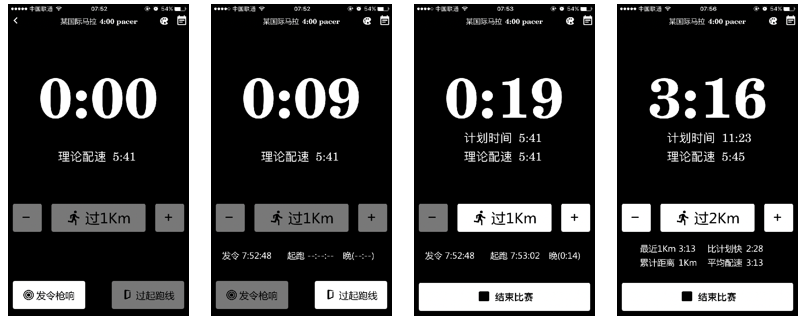 中国联通 07:52 54%
某国际马拉 4:00 pacer
0:00
理论配速 5:41
− 过1Km +
发令枪响 过起跑线
中国联通 07:52 54%
某国际马拉 4:00 pacer
0:09
理论配速 5:41
− 过1Km +
发令 7:52:48 起跑 --:--:-- 晚(--:--)
发令枪响 过起跑线
中国联通 07:53 54%
某国际马拉 4:00 pacer
0:19
计划时间 5:41
理论配速 5:41
− 过1Km +
发令 7:52:48 起跑 7:53:02 晚(0:14)
结束比赛
中国联通 07:56 54%
某国际马拉 4:00 pacer
3:16
计划时间 11:23
理论配速 5:45
− 过2Km +
最近1Km 3:13 比计划快 2:28
累计距离 1Km 平均配速 3:13
结束比赛